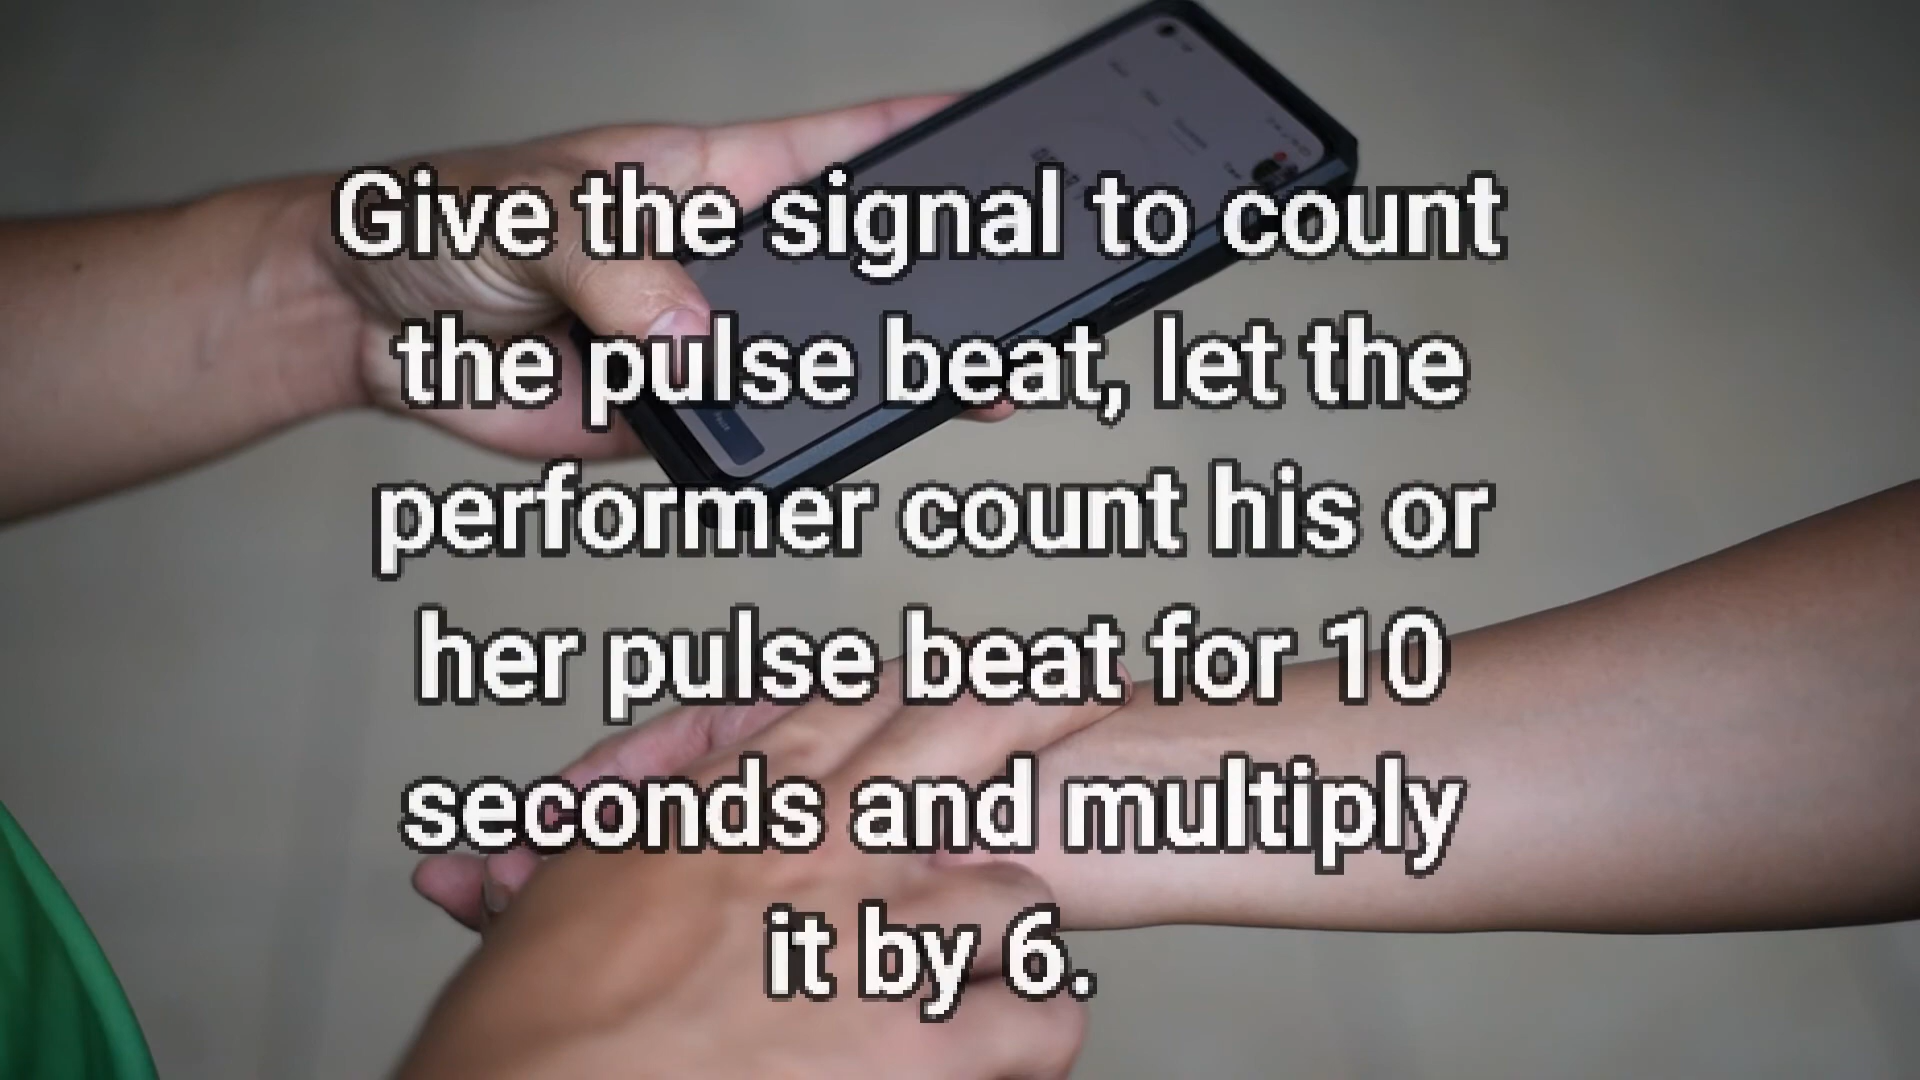 Give the signal to count
the pulse beat, let the
performer count his or
her pulse beat for 10
seconds and multiply
it by 6.